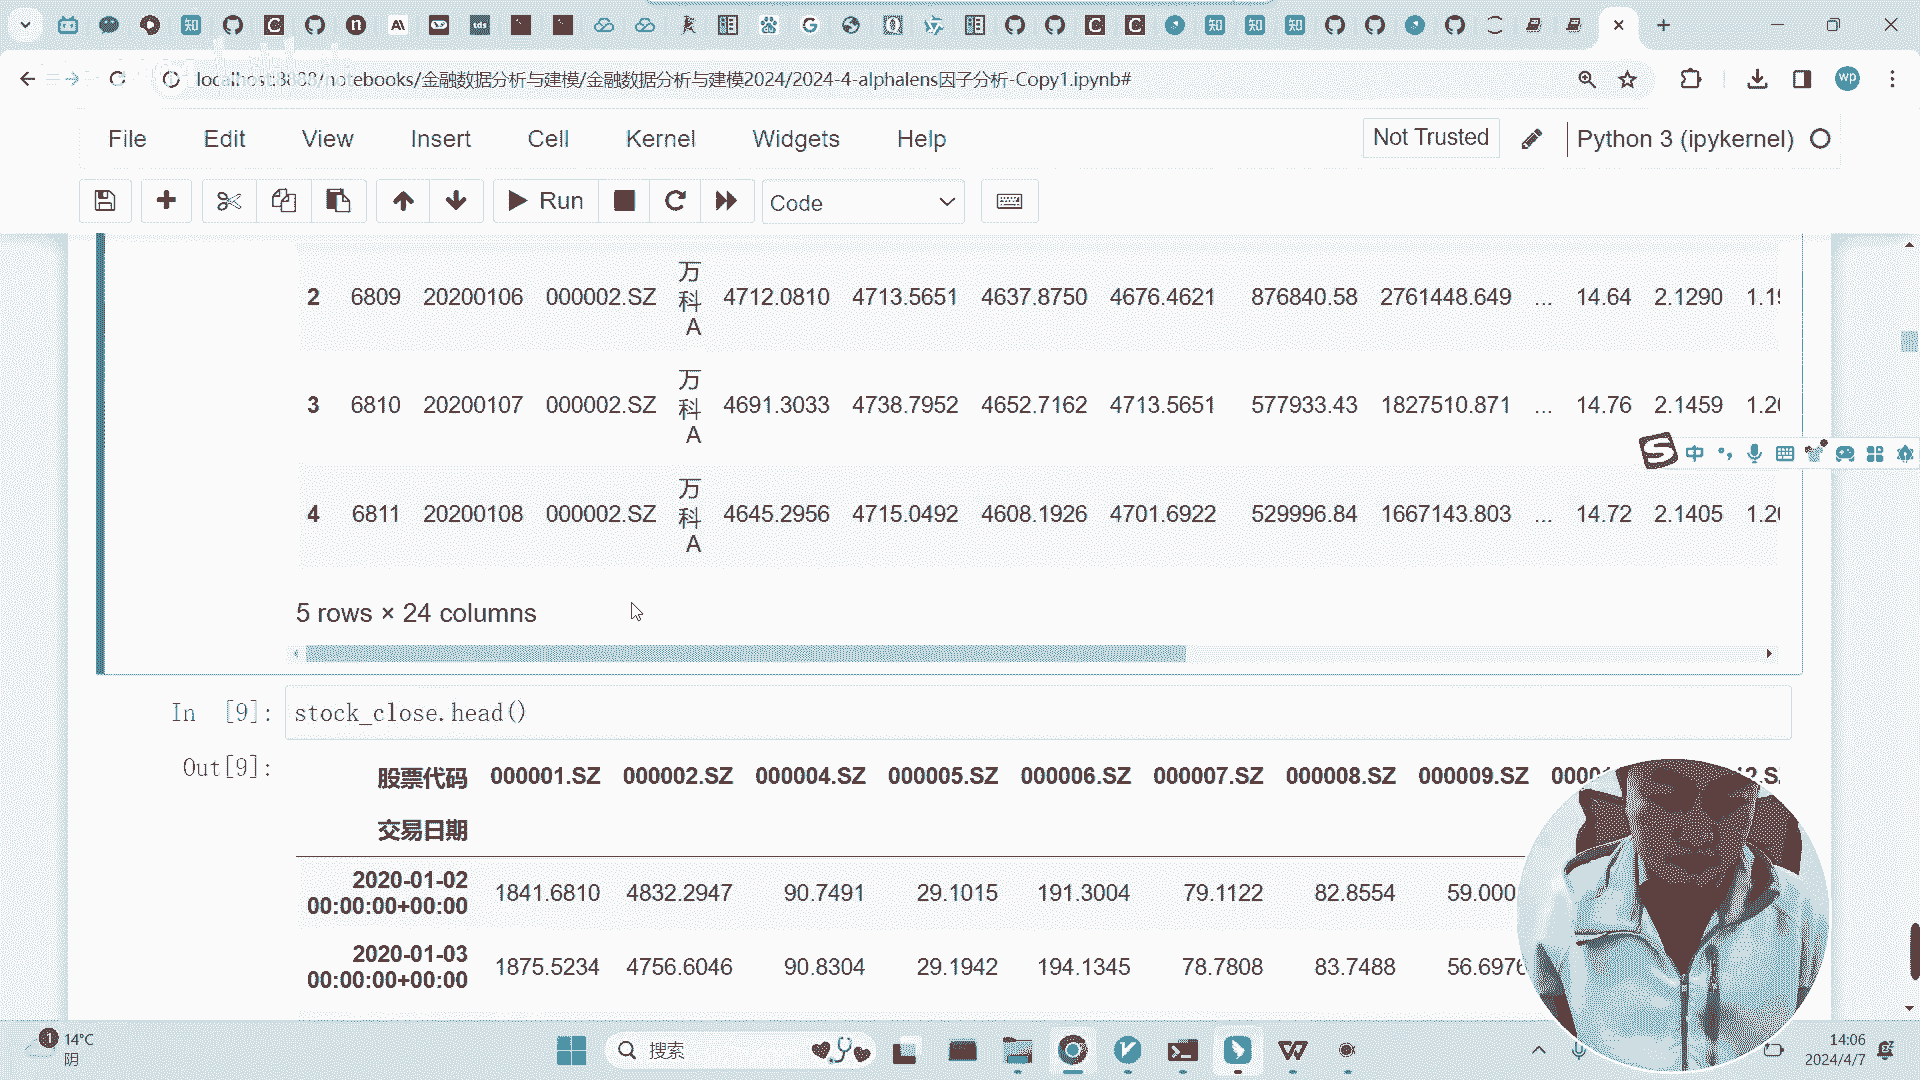 localhost:8888/notebooks/金融数据分析与建模/金融数据分析与建模2024/2024-4-alphalens因子分析-Copy1.ipynb#
wp
File Edit View Insert Cell Kernel Widgets Help
Not Trusted
Python 3 (ipykernel)
Run
Code
2 6809 20200106 000002.SZ 万科A 4712.0810 4713.5651 4637.8750 4676.4621 876840.58 2761448.649 ... 14.64 2.1290
3 6810 20200107 000002.SZ 万科A 4691.3033 4738.7952 4652.7162 4713.5651 577933.43 1827510.871 ... 14.76 2.1459
4 6811 20200108 000002.SZ 万科A 4645.2956 4715.0492 4608.1926 4701.6922 529996.84 1667143.803 ... 14.72 2.1405
中
5 rows × 24 columns
In [9]: stock_close.head()
Out[9]:
股票代码 000001.SZ 000002.SZ 000004.SZ 000005.SZ 000006.SZ 000007.SZ 000008.SZ 000009.SZ
交易日期
2020-01-02 00:00:00+00:00 1841.6810 4832.2947 90.7491 29.1015 191.3004 79.1122 82.8554 59.000
2020-01-03 00:00:00+00:00 1875.5234 4756.6046 90.8304 29.1942 194.1345 78.7808 83.7488 56.6976
1
14°C
阴
搜索
14:06
2024/4/7